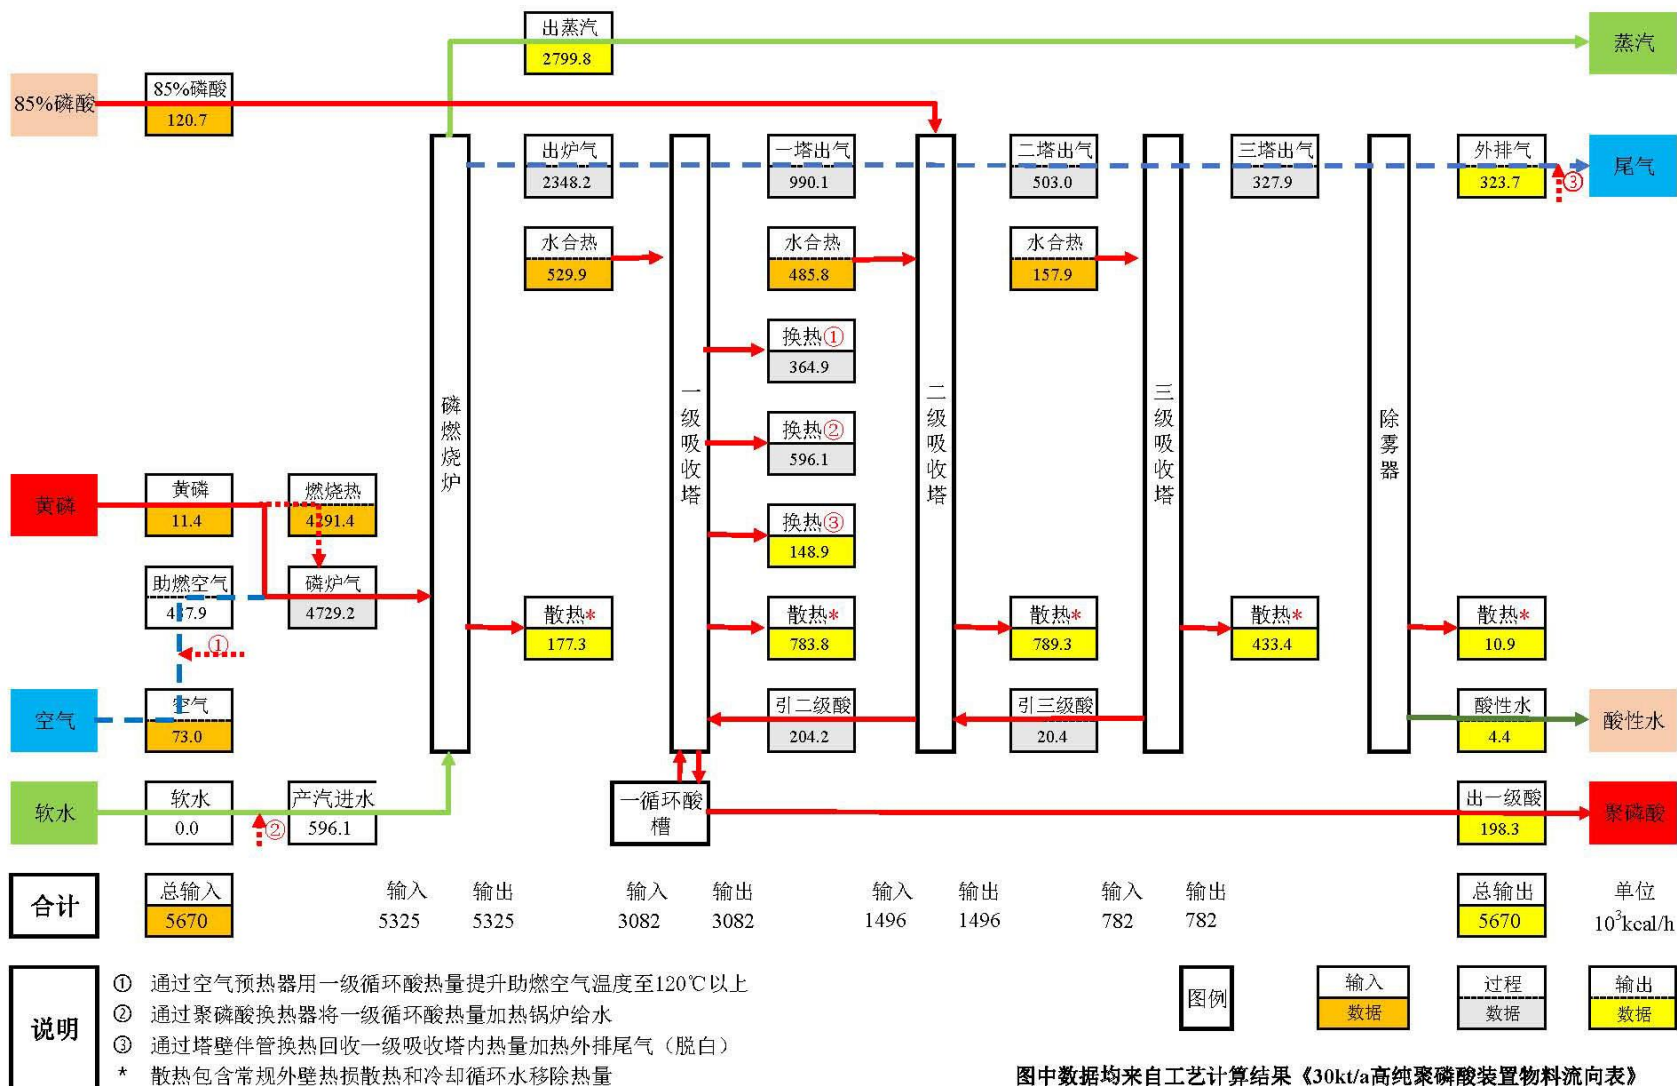 出蒸汽
2799.8
蒸汽
85%磷酸
85%磷酸
120.7
出炉气
2348.2
一塔出气
990.1
二塔出气
503.0
三塔出气
327.9
外排气
323.7
③
尾气
水合热
529.9
水合热
485.8
水合热
157.9
换热①
364.9
换热②
596.1
换热③
148.9
磷燃烧炉
一级吸收塔
二级吸收塔
三级吸收塔
除雾器
黄磷
黄磷
11.4
燃烧热
4291.4
助燃空气
437.9
磷炉气
4729.2
①
散热*
177.3
散热*
783.8
散热*
789.3
散热*
433.4
散热*
10.9
空气
空气
73.0
引二级酸
204.2
引三级酸
20.4
酸性水
4.4
酸性水
软水
软水
0.0
②
产汽进水
596.1
一循环酸
槽
出一级酸
198.3
聚磷酸
合计
总输入
5670
输入 输出
5325 5325
输入 输出
3082 3082
输入 输出
1496 1496
输入 输出
782 782
总输出
5670
单位
10³kcal/h
说明
① 通过空气预热器用一级循环酸热量提升助燃空气温度至120℃以上
② 通过聚磷酸换热器将一级循环酸热量加热锅炉给水
③ 通过塔壁伴管换热回收一级吸收塔内热量加热外排尾气（脱白）
* 散热包含常规外壁热损散热和冷却循环水移除热量
图例
输入
数据
过程
数据
输出
数据
图中数据均来自工艺计算结果《30kt/a高纯聚磷酸装置物料流向表》